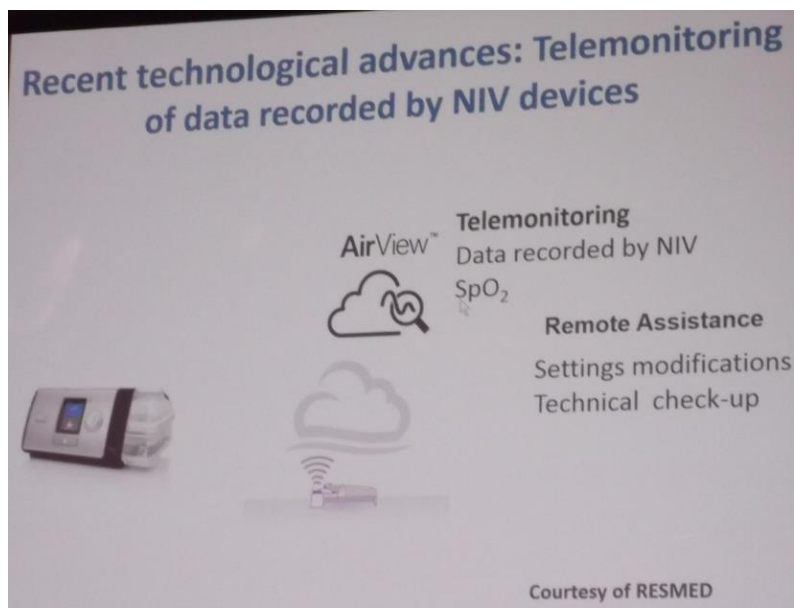 Recent technological advances: Telemonitoring
of data recorded by NIV devices
AirView™
Telemonitoring
Data recorded by NIV
SpO₂
Remote Assistance
Settings modifications
Technical check-up
Courtesy of RESMED